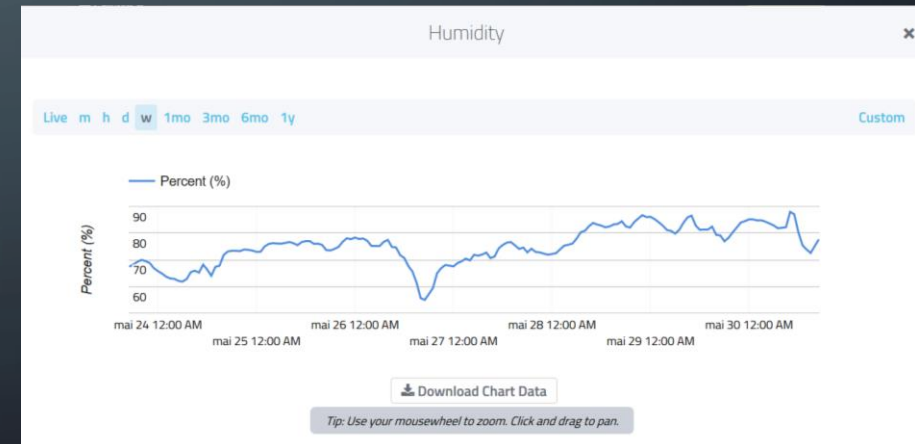 Humidity
Live m h d w 1mo 3mo 6mo 1y Custom
Percent (%)
Percent (%)
90
80
70
60
mai 24 12:00 AM mai 26 12:00 AM mai 28 12:00 AM mai 30 12:00 AM
mai 25 12:00 AM mai 27 12:00 AM mai 29 12:00 AM
Download Chart Data
Tip: Use your mousewheel to zoom. Click and drag to pan.